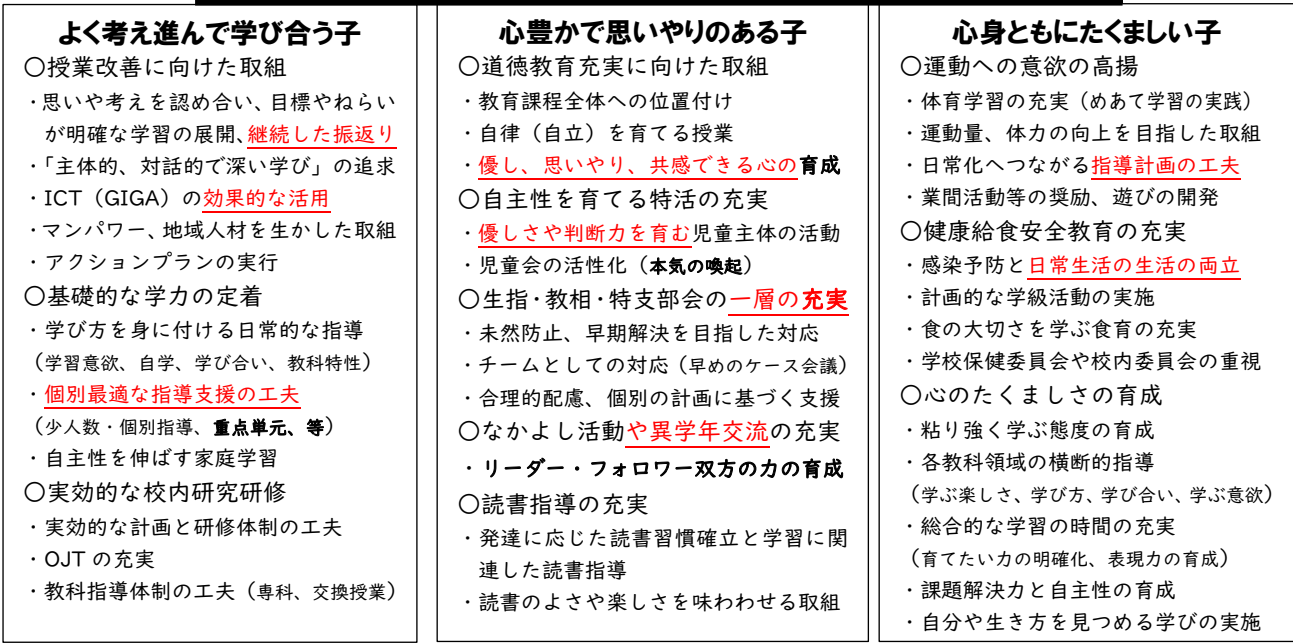 よく考え進んで学び合う子
○授業改善に向けた取組
・思いや考えを認め合い、目標やねらい
が明確な学習の展開、継続した振返り
・「主体的、対話的で深い学び」の追求
・ICT（GIGA）の効果的な活用
・マンパワー、地域人材を生かした取組
・アクションプランの実行
○基礎的な学力の定着
・学び方を身に付ける日常的な指導
（学習意欲、自学、学び合い、教科特性）
・個別最適な指導支援の工夫
（少人数・個別指導、重点単元、等）
・自主性を伸ばす家庭学習
○実効的な校内研究研修
・実効的な計画と研修体制の工夫
・OJT の充実
・教科指導体制の工夫（専科、交換授業）
心豊かで思いやりのある子
○道徳教育充実に向けた取組
・教育課程全体への位置付け
・自律（自立）を育てる授業
・優し、思いやり、共感できる心の育成
○自主性を育てる特活の充実
・優しさや判断力を育む児童主体の活動
・児童会の活性化（本気の喚起）
○生指・教相・特支部会の一層の充実
・未然防止、早期解決を目指した対応
・チームとしての対応（早めのケース会議）
・合理的配慮、個別の計画に基づく支援
○なかよし活動や異学年交流の充実
・リーダー・フォロワー双方の力の育成
○読書指導の充実
・発達に応じた読書習慣確立と学習に関
連した読書指導
・読書のよさや楽しさを味わわせる取組
心身ともにたくましい子
○運動への意欲の高揚
・体育学習の充実（めあて学習の実践）
・運動量、体力の向上を目指した取組
・日常化へつながる指導計画の工夫
・業間活動等の奨励、遊びの開発
○健康給食安全教育の充実
・感染予防と日常生活の生活の両立
・計画的な学級活動の実施
・食の大切さを学ぶ食育の充実
・学校保健委員会や校内委員会の重視
○心のたくましさの育成
・粘り強く学ぶ態度の育成
・各教科領域の横断的指導
（学ぶ楽しさ、学び方、学び合い、学ぶ意欲）
・総合的な学習の時間の充実
（育てたい力の明確化、表現力の育成）
・課題解決力と自主性の育成
・自分や生き方を見つめる学びの実施